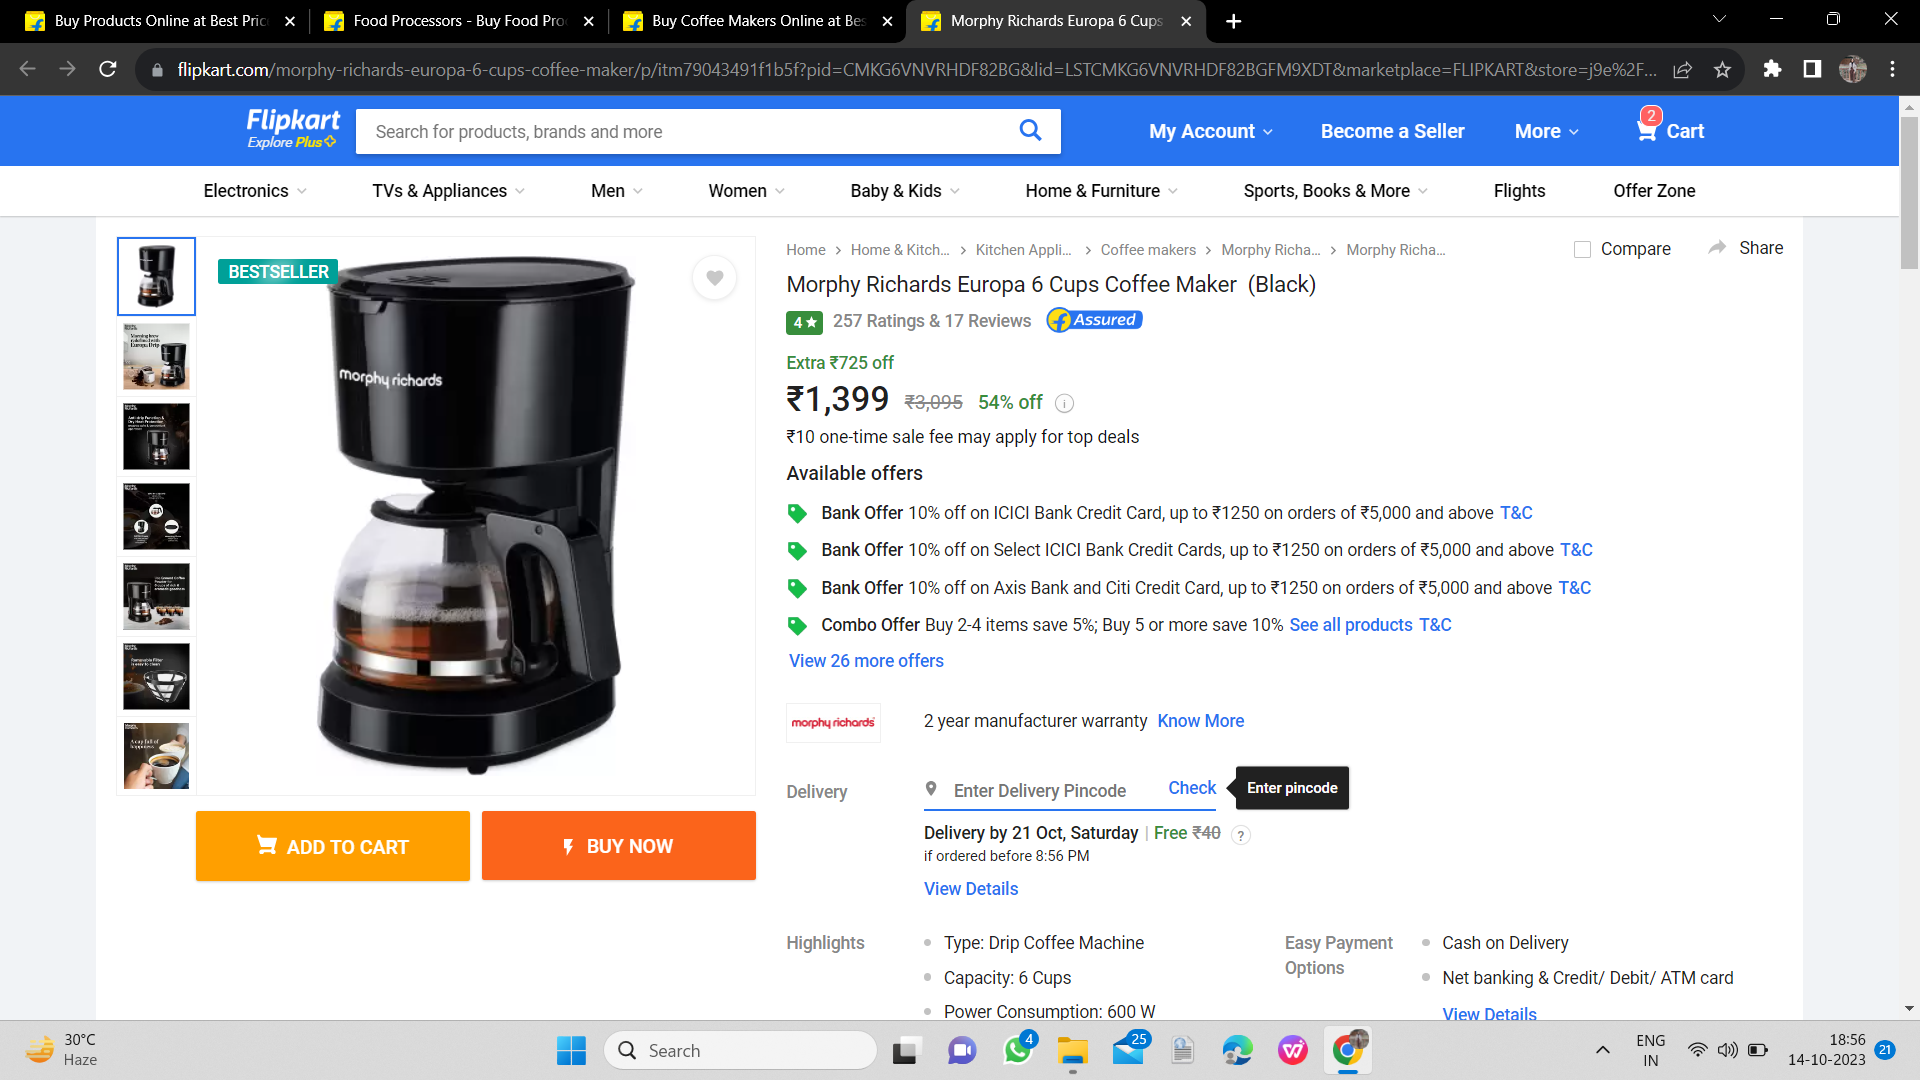 Buy Products Online at Best Pric
Food Processors - Buy Food Pro
Buy Coffee Makers Online at Bes
Morphy Richards Europa 6 Cups
flipkart.com/morphy-richards-europa-6-cups-coffee-maker/p/itm79043491f1b5f?pid=CMKG6VNVRHDF82BG&lid=LSTCMKG6VNVRHDF82BGFM9XDT&marketplace=FLIPKART&store=j9e%2F...
Flipkart
Explore Plus
Search for products, brands and more
My Account
Become a Seller
More
2
Cart
Electronics
TVs & Appliances
Men
Women
Baby & Kids
Home & Furniture
Sports, Books & More
Flights
Offer Zone
BESTSELLER
morphy richards
A cup full of
happiness
ADD TO CART
BUY NOW
Home > Home & Kitch... > Kitchen Appli... > Coffee makers > Morphy Richa... > Morphy Richa...
Compare
Share
Morphy Richards Europa 6 Cups Coffee Maker (Black)
4★ 257 Ratings & 17 Reviews Assured
Extra ₹725 off
₹1,399 ₹3,095 54% off
₹10 one-time sale fee may apply for top deals
Available offers
Bank Offer 10% off on ICICI Bank Credit Card, up to ₹1250 on orders of ₹5,000 and above T&C
Bank Offer 10% off on Select ICICI Bank Credit Cards, up to ₹1250 on orders of ₹5,000 and above T&C
Bank Offer 10% off on Axis Bank and Citi Credit Card, up to ₹1250 on orders of ₹5,000 and above T&C
Combo Offer Buy 2-4 items save 5%; Buy 5 or more save 10% See all products T&C
View 26 more offers
morphy richards
2 year manufacturer warranty Know More
Delivery
Enter Delivery Pincode
Check
Enter pincode
Delivery by 21 Oct, Saturday | Free ₹40 ?
if ordered before 8:56 PM
View Details
Highlights
Type: Drip Coffee Machine
Capacity: 6 Cups
Power Consumption: 600 W
Easy Payment
Options
Cash on Delivery
Net banking & Credit/ Debit/ ATM card
View Details
30°C
Haze
Search
4
25
ENG
IN
18:56
14-10-2023
21